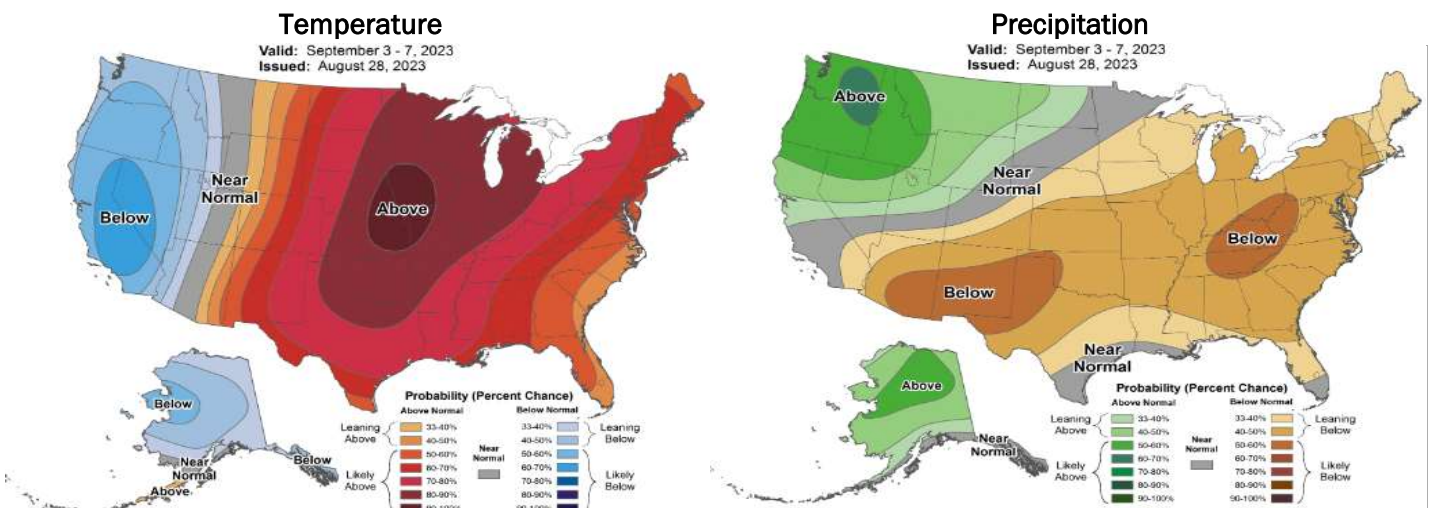 Temperature
Valid: September 3 - 7, 2023
Issued: August 28, 2023
Near
Normal
Below
Above
Below
Near
Normal
Above
Below
Probability (Percent Chance)
Above Normal
Below Normal
Leaning
Above
33-40%
40-50%
Likely
Above
50-60%
60-70%
70-80%
80-90%
90-100%
Near
Normal
33-40%
40-50%
50-60%
60-70%
70-80%
80-90%
90-100%
Leaning
Below
Likely
Below
Precipitation
Valid: September 3 - 7, 2023
Issued: August 28, 2023
Above
Near
Normal
Below
Below
Near
Normal
Above
Near
Normal
Probability (Percent Chance)
Above Normal
Below Normal
Leaning
Above
33-40%
40-50%
Likely
Above
50-60%
60-70%
70-80%
80-90%
90-100%
Near
Normal
33-40%
40-50%
50-60%
60-70%
70-80%
80-90%
90-100%
Leaning
Below
Likely
Below